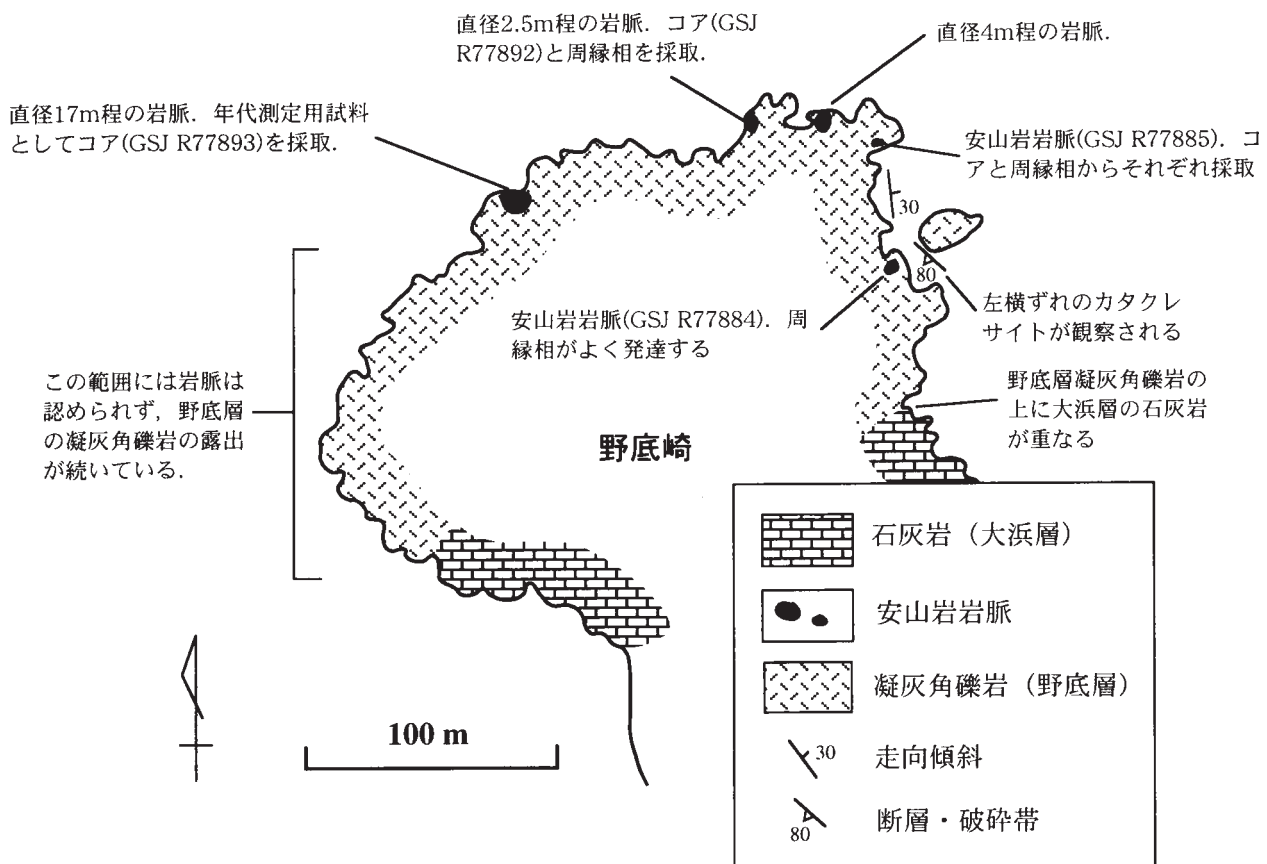 直径2.5m程の岩脈．コア(GSJ
R77892)と周縁相を採取．
直径4m程の岩脈．
直径17m程の岩脈．年代測定用試料
としてコア(GSJ R77893)を採取．
安山岩岩脈(GSJ R77885)．コ
アと周縁相からそれぞれ採取
30
80
安山岩岩脈(GSJ R77884)．周
縁相がよく発達する
左横ずれのカタクレ
サイトが観察される
この範囲には岩脈は
認められず，野底層
の凝灰角礫岩の露出
が続いている．
野底層凝灰角礫岩の
上に大浜層の石灰岩
が重なる
野底崎
100 m
石灰岩（大浜層）
安山岩岩脈
凝灰角礫岩（野底層）
30
走向傾斜
80
断層・破砕帯